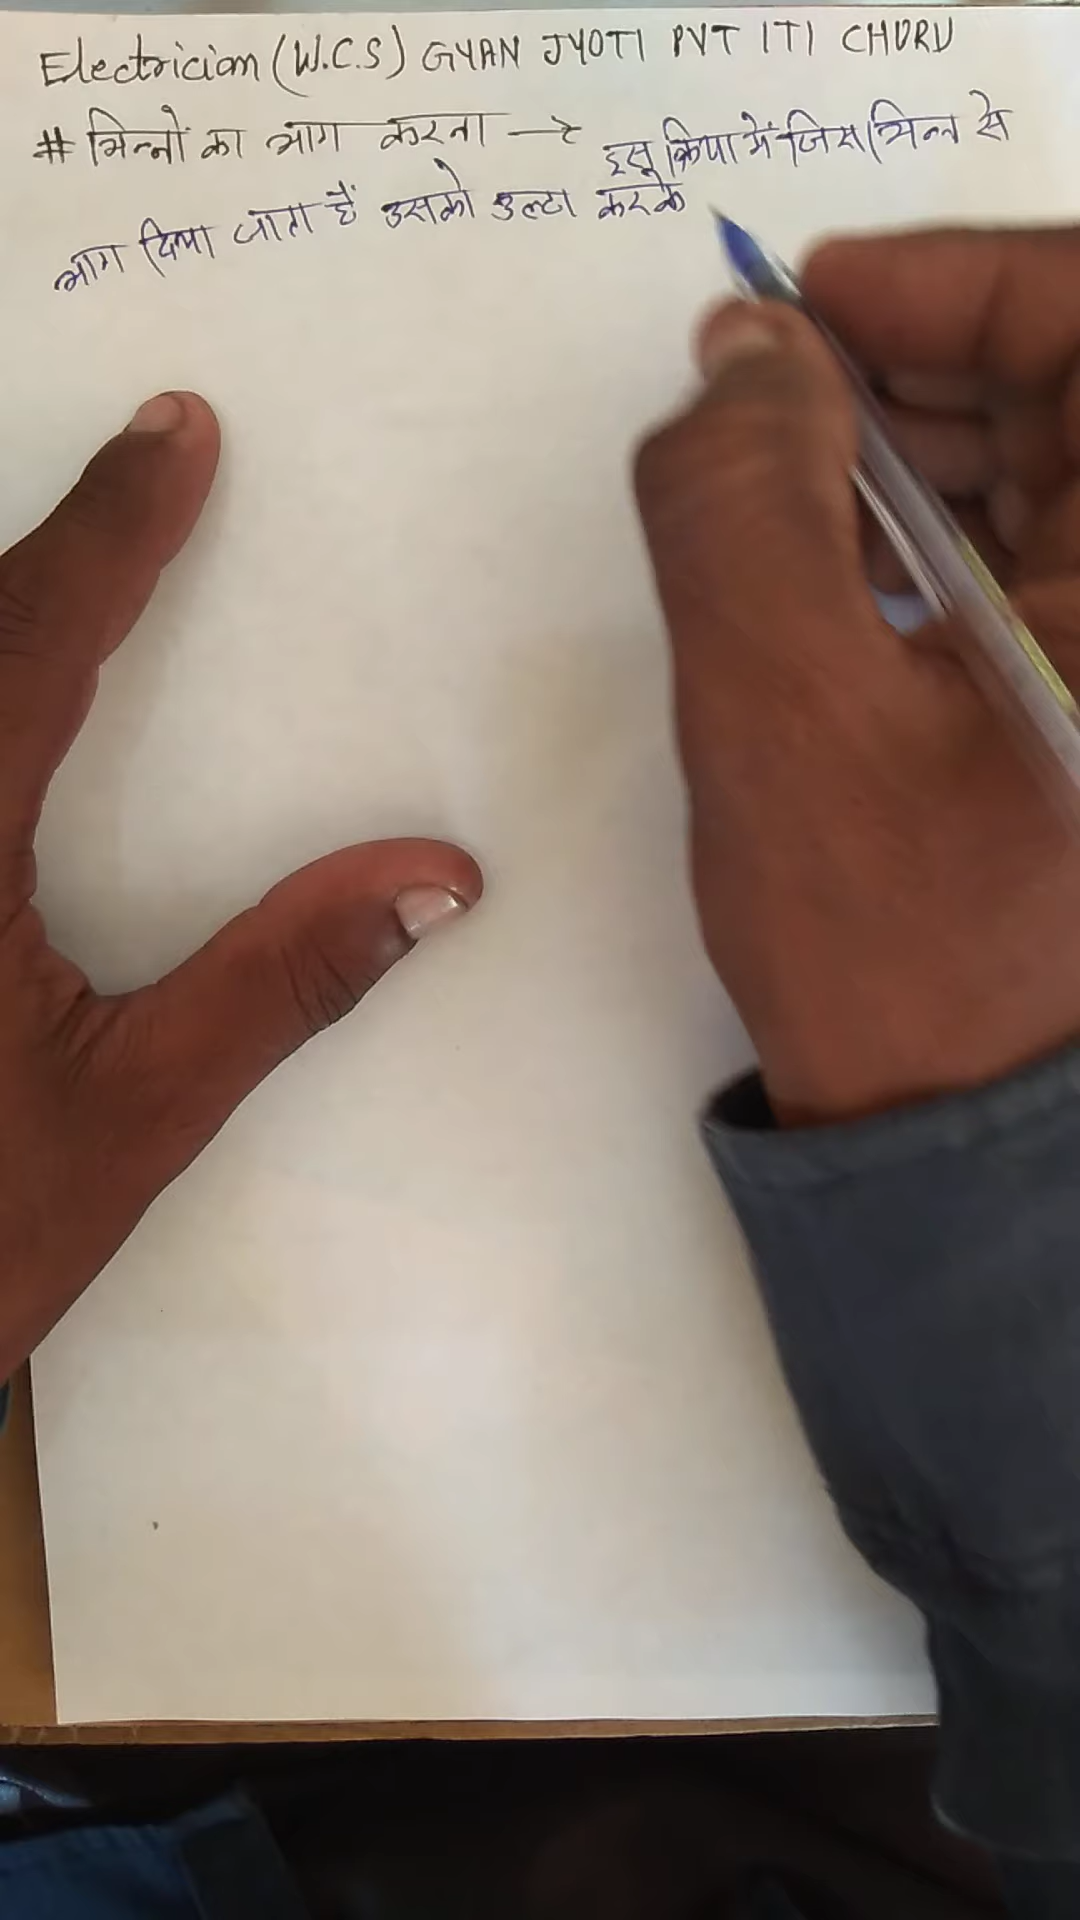 Electrician (W.C.S) GYAN JYOTI PVT ITI CHURU
# भिन्नों का भाग करना → इस क्रिया में जिस भिन्न से
भाग दिया जाता हैं उसको उल्टा करके